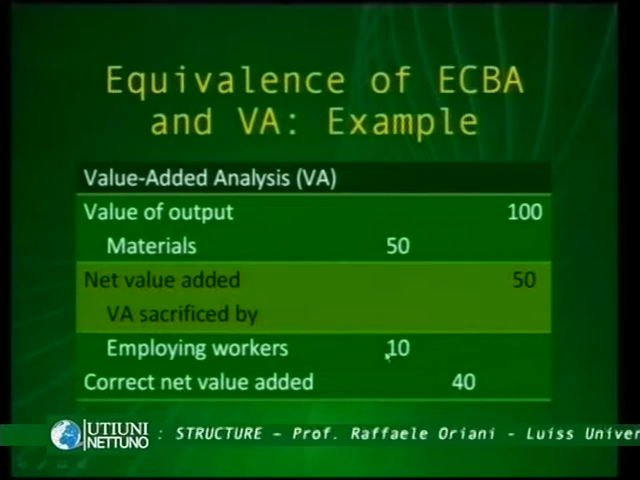 Equivalence of ECBA
and VA: Example
Value-Added Analysis (VA)
Value of output 100
Materials 50
Net value added 50
VA sacrificed by
Employing workers 10
Correct net value added 40
UTIUNI
NETTUNO
: STRUCTURE – Prof. Raffaele Oriani - Luiss Univer